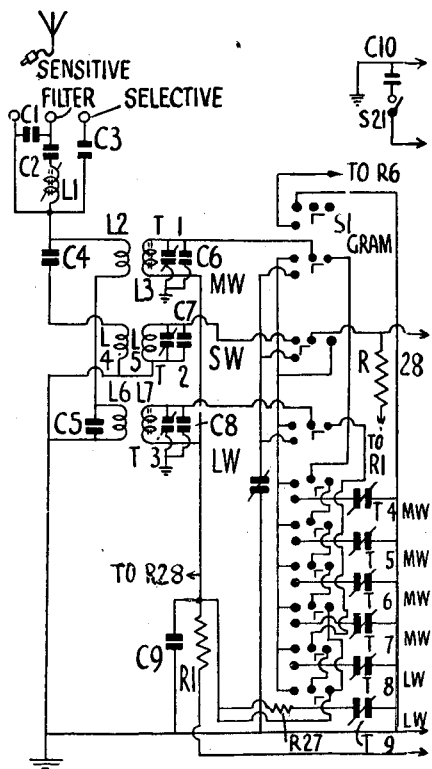 C10
SENSITIVE
FILTER
SELECTIVE
C1
C2
C3
L1
S21
TO R6
S1
GRAM
L2
T 1
C4
C6
L3
MW
C7
L4
L5
T 2
SW
R 28
L6 L7
C5
C8
T 3
LW
TO R1
T 4
MW
T 5
MW
TO R28
T 6
MW
T 7
MW
C9
R1
T 8
LW
R27
T 9
LW